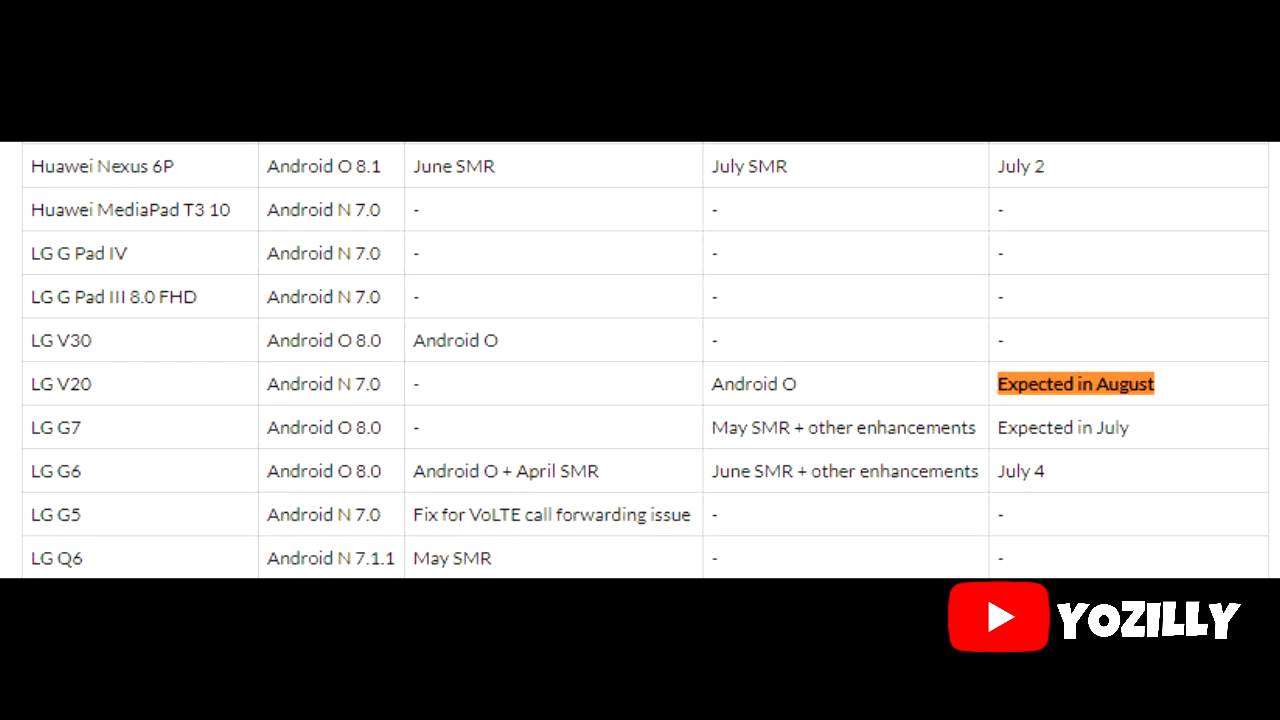 Huawei Nexus 6P Android O 8.1 June SMR July SMR July 2
Huawei MediaPad T3 10 Android N 7.0 - - -
LG G Pad IV Android N 7.0 - - -
LG G Pad III 8.0 FHD Android N 7.0 - - -
LG V30 Android O 8.0 Android O - -
LG V20 Android N 7.0 - Android O Expected in August
LG G7 Android O 8.0 - May SMR + other enhancements Expected in July
LG G6 Android O 8.0 Android O + April SMR June SMR + other enhancements July 4
LG G5 Android N 7.0 Fix for VoLTE call forwarding issue - -
LG Q6 Android N 7.1.1 May SMR - -
YOZILLY